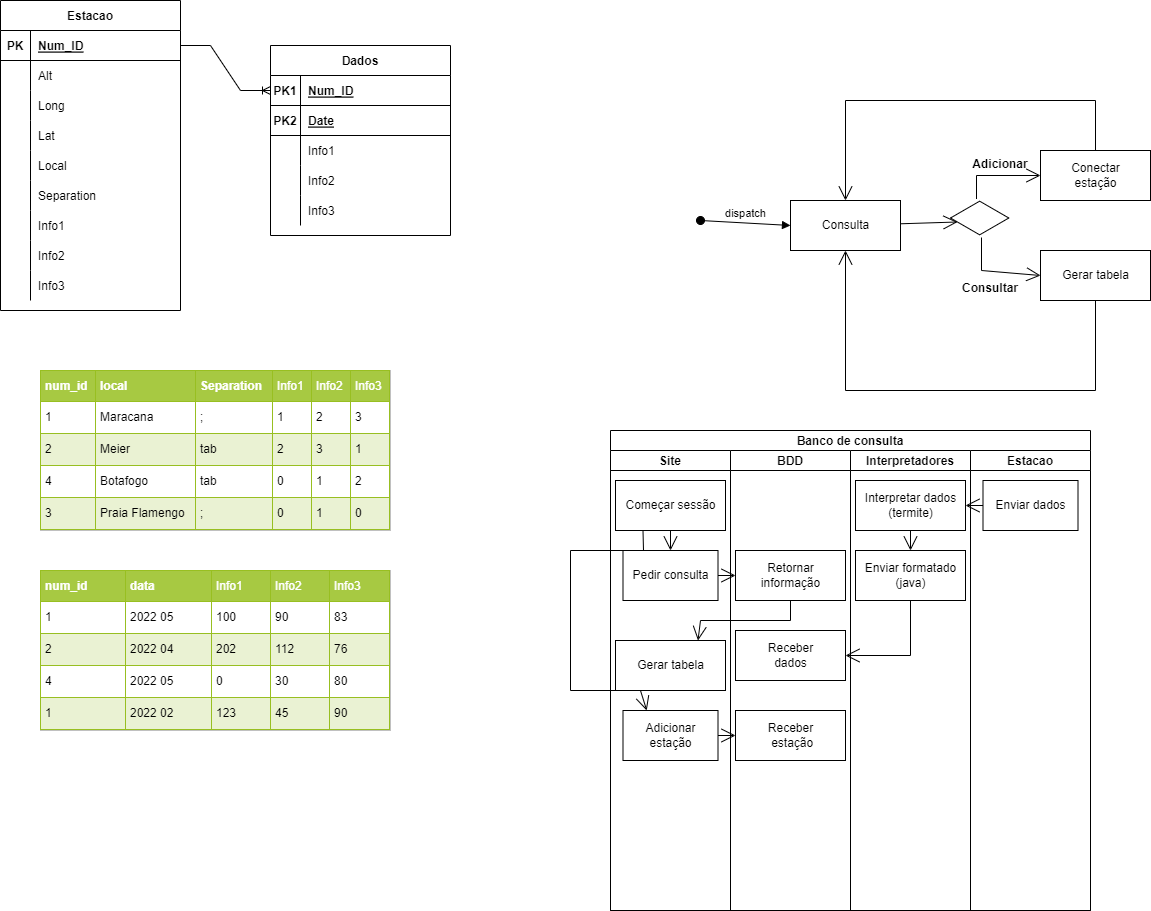 Estacao
PK Num_ID
Alt
Long
Lat
Local
Separation
Info1
Info2
Info3
Dados
PK1 Num_ID
PK2 Date
Info1
Info2
Info3
dispatch
Consulta
Adicionar
Conectar
estação
Consultar
Gerar tabela
num_id local Separation Info1 Info2 Info3
1 Maracana ; 1 2 3
2 Meier tab 2 3 1
4 Botafogo tab 0 1 2
3 Praia Flamengo ; 0 1 0
num_id data Info1 Info2 Info3
1 2022 05 100 90 83
2 2022 04 202 112 76
4 2022 05 0 30 80
1 2022 02 123 45 90
Banco de consulta
Site BDD Interpretadores Estacao
Começar sessão
Interpretar dados
(termite)
Enviar dados
Pedir consulta
Retornar
informação
Enviar formatado
(java)
Gerar tabela
Receber
dados
Adicionar
estação
Receber
estação